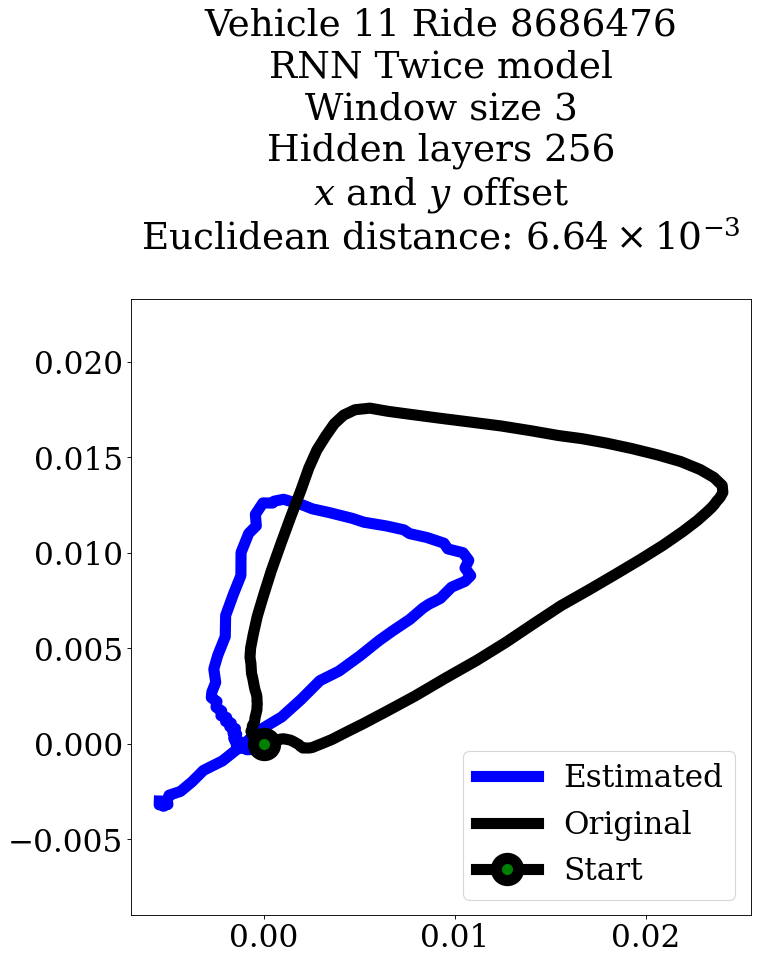 Vehicle 11 Ride 8686476
RNN Twice model
Window size 3
Hidden layers 256
x and y offset
Euclidean distance: 6.64 × 10⁻³
0.020
0.015
0.010
0.005
0.000
−0.005
0.00
0.01
0.02
Estimated
Original
Start